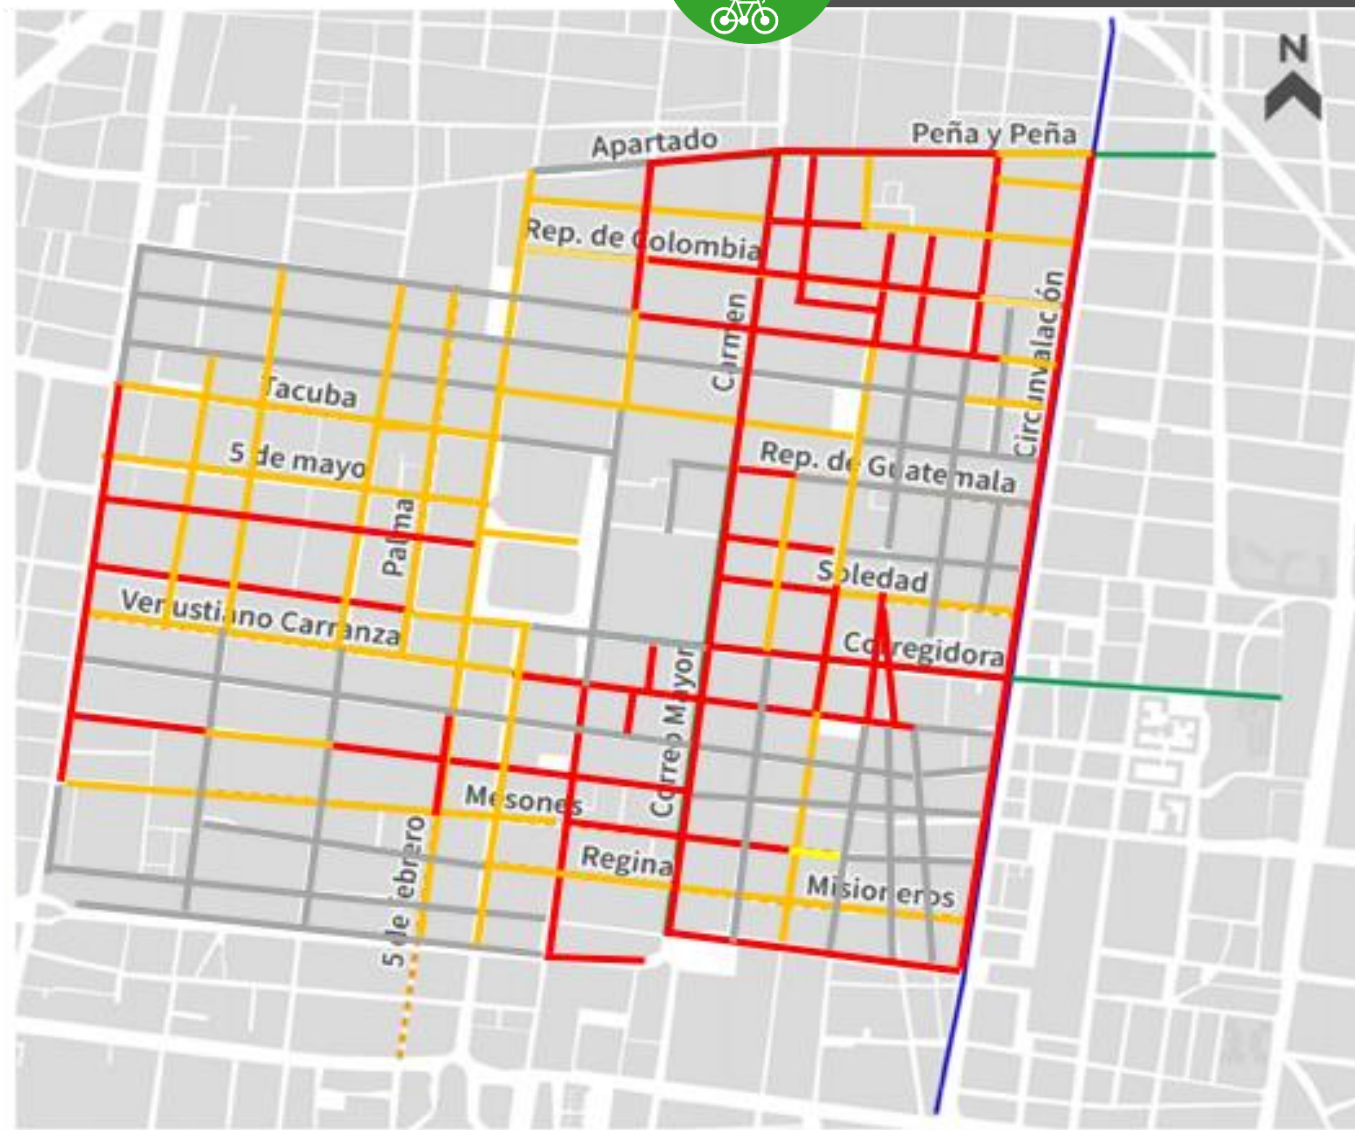 N
Apartado
Peña y Peña
Rep. de Colombia
Carmen
Circunvalación
Tacuba
5 de mayo
Rep. de Guatemala
Palma
Soledad
Venustiano Carranza
Corregidora
Correo Mayor
Mesones
Regina
Misioneros
5 de febrero